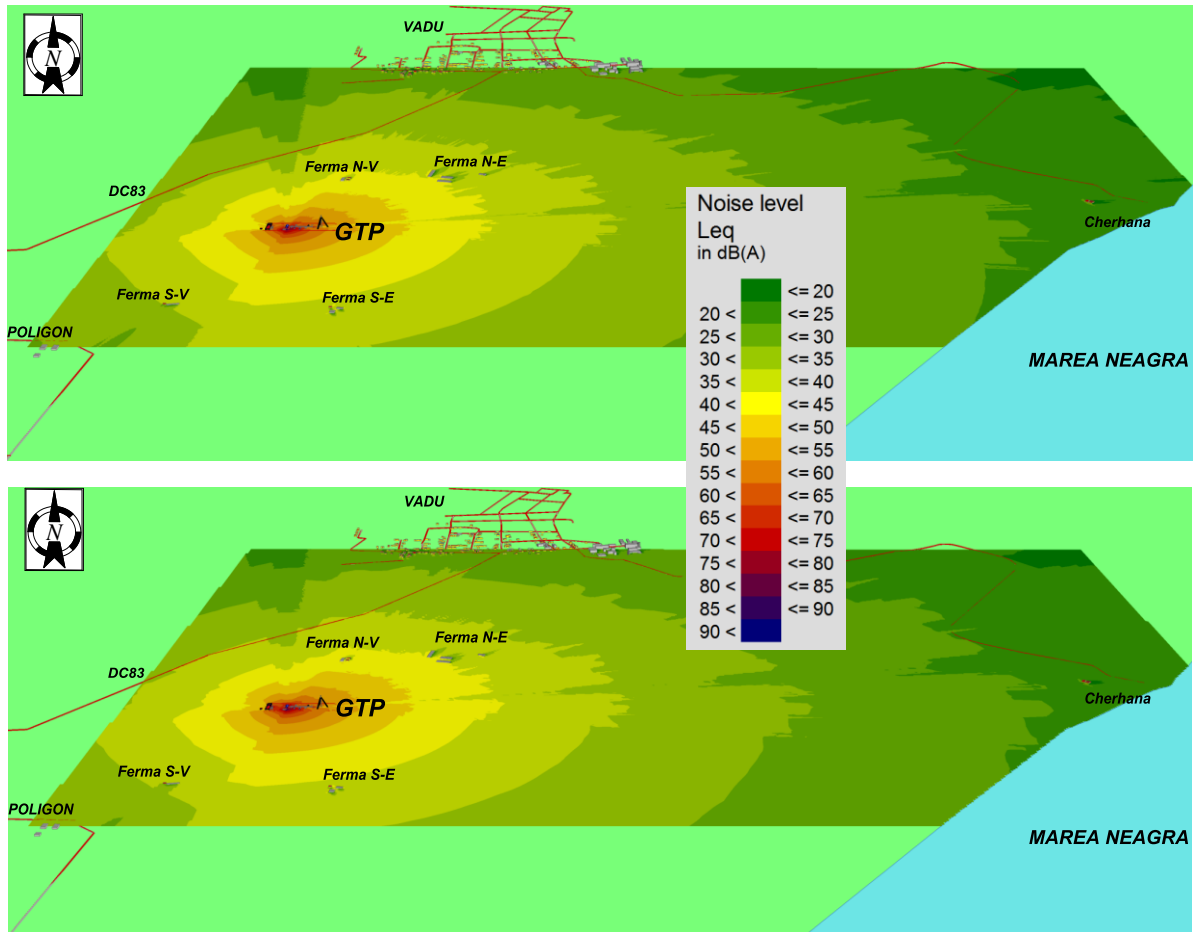 N
VADU
Ferma N-V
Ferma N-E
DC83
GTP
Cherhana
Ferma S-V
Ferma S-E
POLIGON
MAREA NEAGRA
Noise level
Leq
in dB(A)
<= 20
20 < <= 25
25 < <= 30
30 < <= 35
35 < <= 40
40 < <= 45
45 < <= 50
50 < <= 55
55 < <= 60
60 < <= 65
65 < <= 70
70 < <= 75
75 < <= 80
80 < <= 85
85 < <= 90
90 <
N
VADU
Ferma N-V
Ferma N-E
DC83
GTP
Cherhana
Ferma S-V
Ferma S-E
POLIGON
MAREA NEAGRA